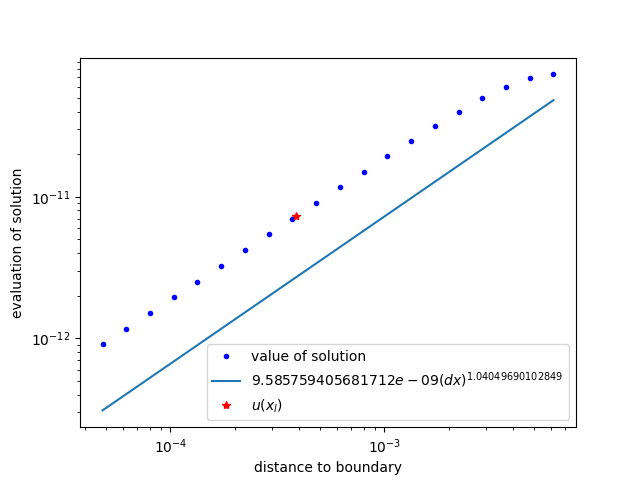 evaluation of solution
10⁻¹¹
10⁻¹²
value of solution
9.585759405681712e − 09(dx)^1.04049690102849
u(x_l)
10⁻⁴
10⁻³
distance to boundary